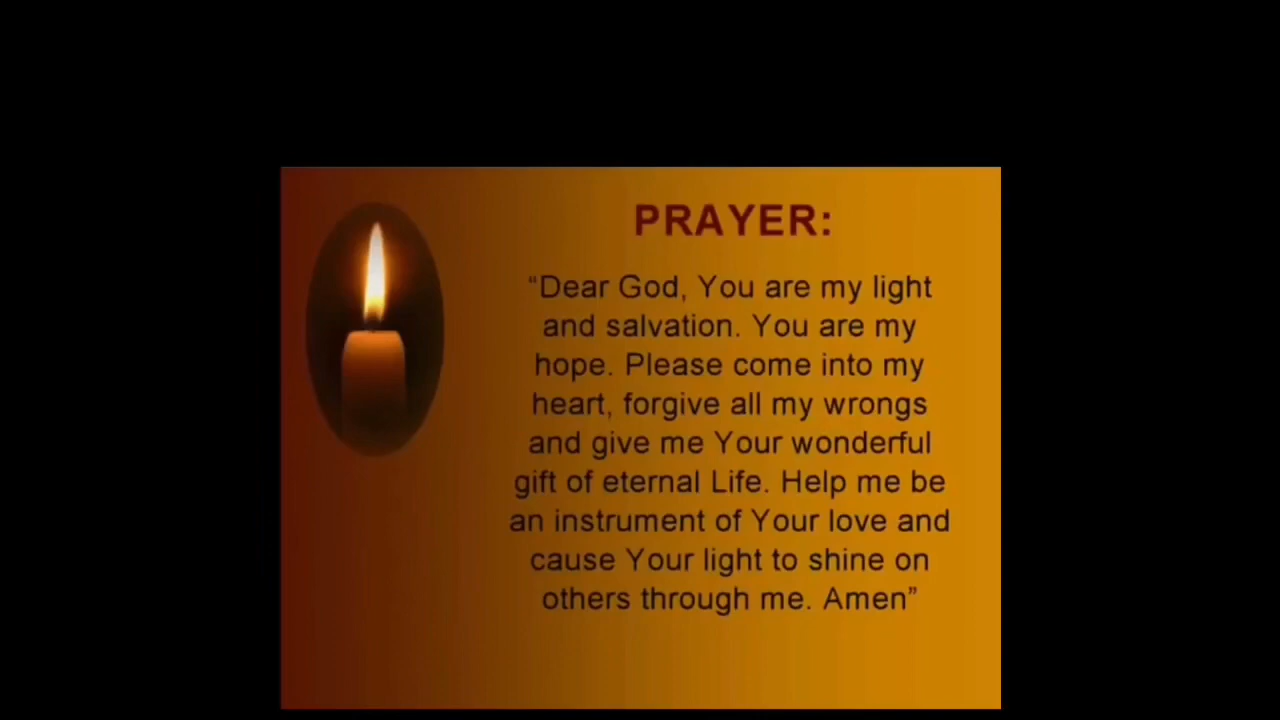 PRAYER:
“Dear God, You are my light
and salvation. You are my
hope. Please come into my
heart, forgive all my wrongs
and give me Your wonderful
gift of eternal Life. Help me be
an instrument of Your love and
cause Your light to shine on
others through me. Amen”